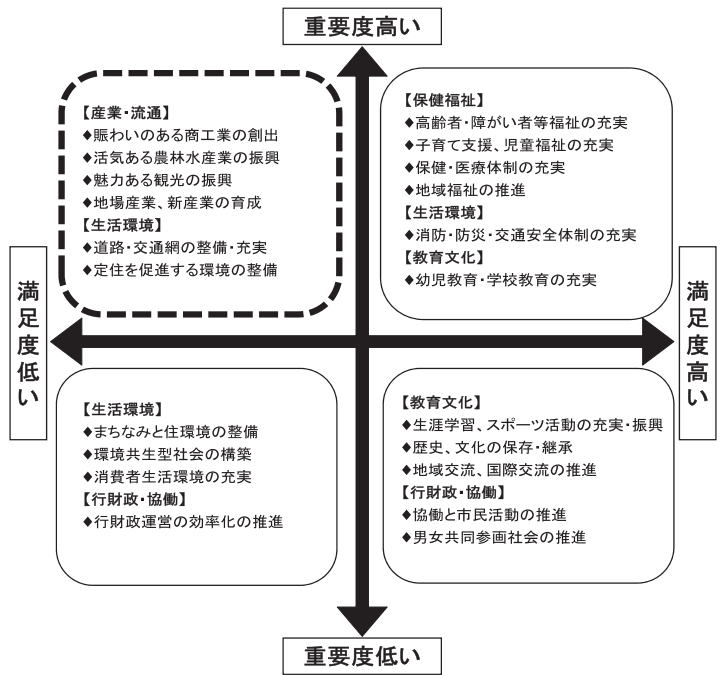 重要度高い
【産業・流通】
◆賑わいのある商工業の創出
◆活気ある農林水産業の振興
◆魅力ある観光の振興
◆地場産業、新産業の育成
【生活環境】
◆道路・交通網の整備・充実
◆定住を促進する環境の整備
【保健福祉】
◆高齢者・障がい者等福祉の充実
◆子育て支援、児童福祉の充実
◆保健・医療体制の充実
◆地域福祉の推進
【生活環境】
◆消防・防災・交通安全体制の充実
【教育文化】
◆幼児教育・学校教育の充実
満足度低い
満足度高い
【生活環境】
◆まちなみと住環境の整備
◆環境共生型社会の構築
◆消費者生活環境の充実
【行財政・協働】
◆行財政運営の効率化の推進
【教育文化】
◆生涯学習、スポーツ活動の充実・振興
◆歴史、文化の保存・継承
◆地域交流、国際交流の推進
【行財政・協働】
◆協働と市民活動の推進
◆男女共同参画社会の推進
重要度低い